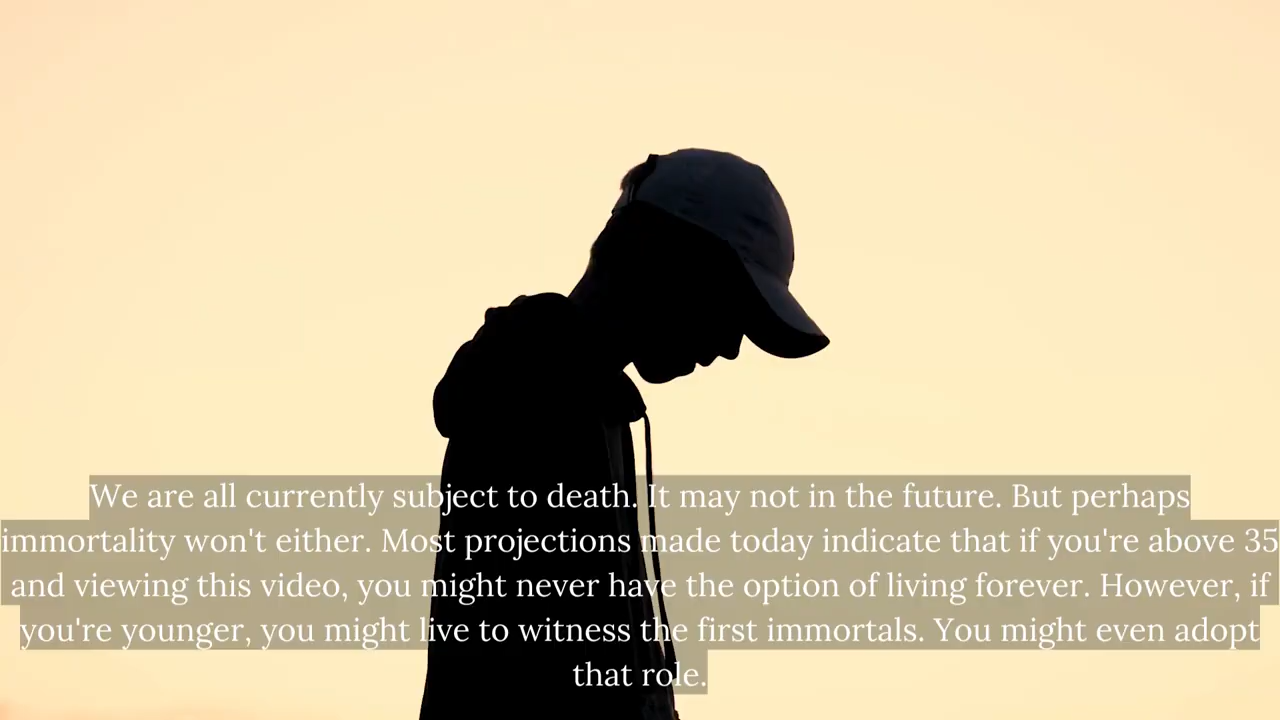 We are all currently subject to death. It may not in the future. But perhaps
immortality won't either. Most projections made today indicate that if you're above 35
and viewing this video, you might never have the option of living forever. However, if
you're younger, you might live to witness the first immortals. You might even adopt
that role.